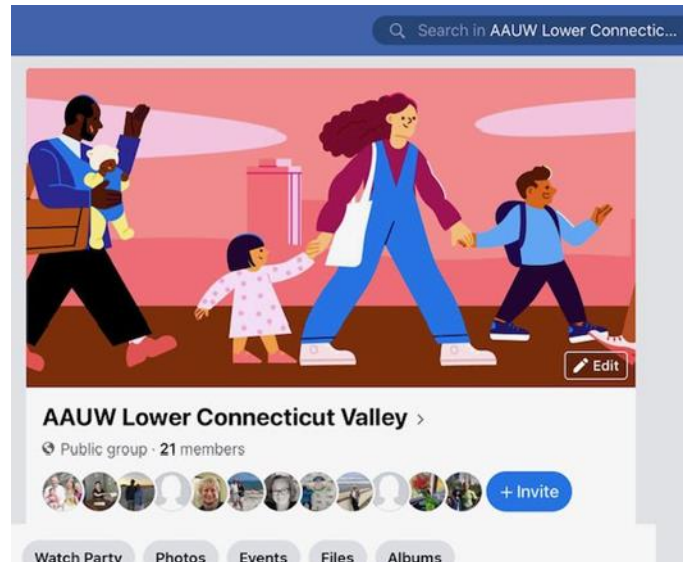 Search in AAUW Lower Connectic...
Edit
AAUW Lower Connecticut Valley >
Public group · 21 members
+ Invite
Watch Party Photos Events Files Albums